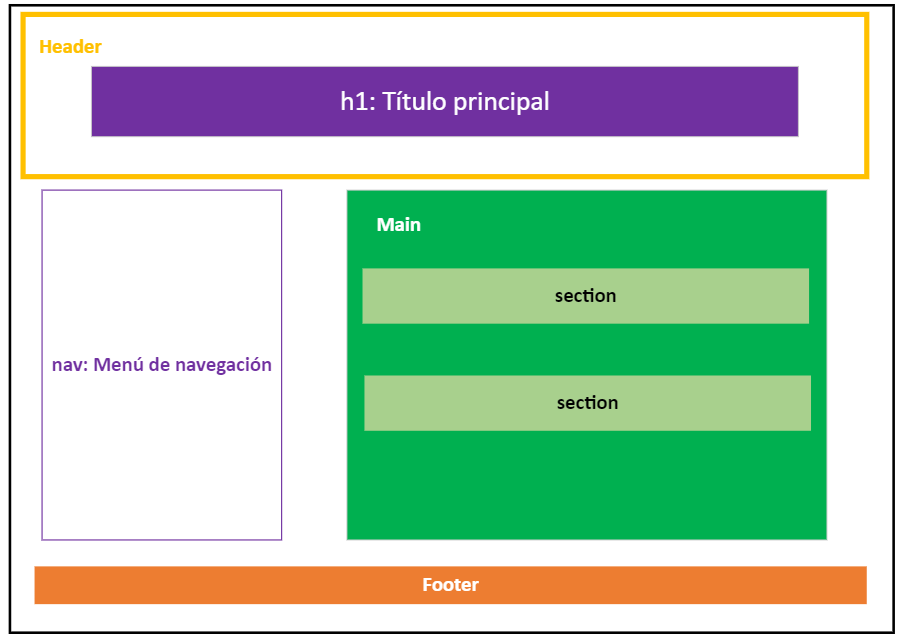 Header
h1: Título principal
nav: Menú de navegación
Main
section
section
Footer